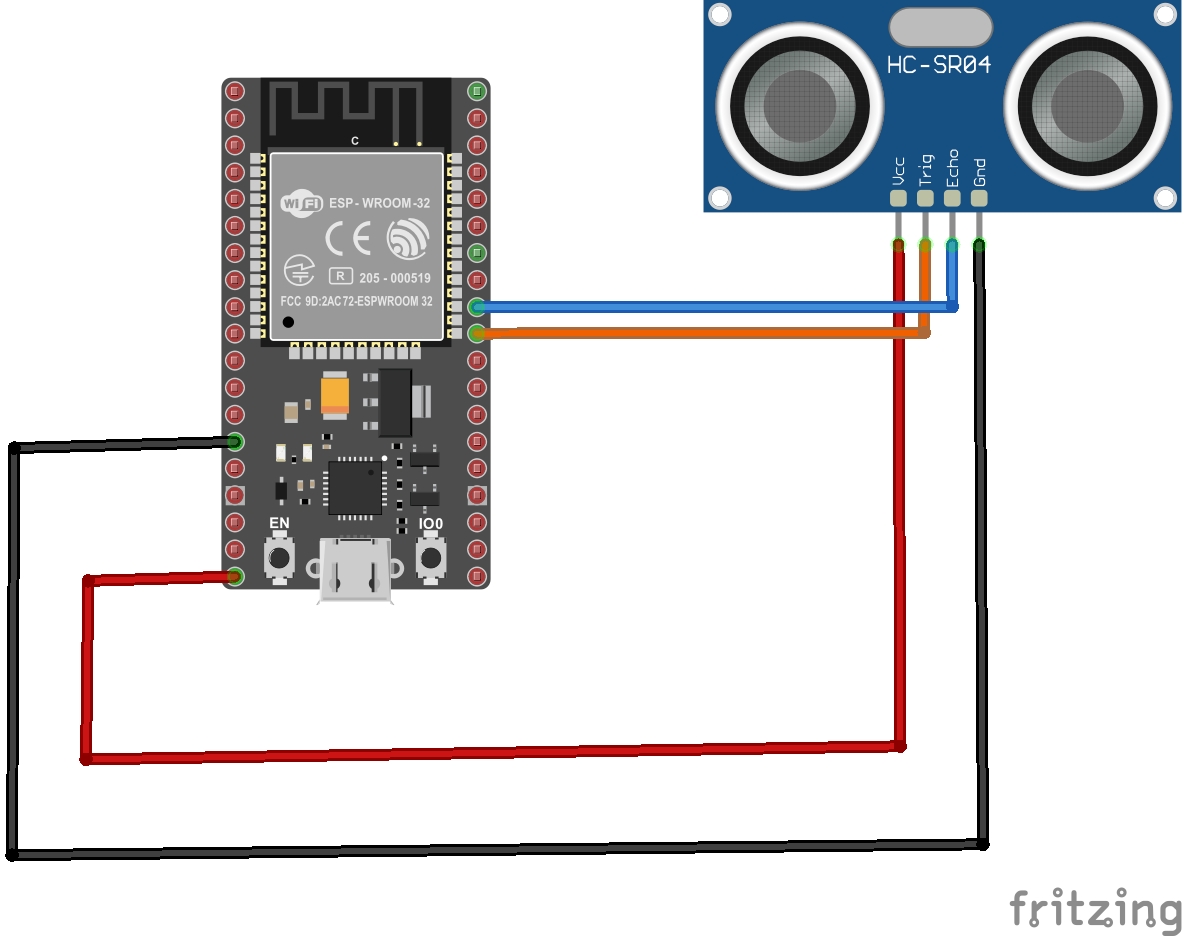 HC-SR04
Vcc
Trig
Echo
Gnd
C
WiFi
ESP-WROOM-32
CE
R
205-000519
FCC 9D:2AC72-ESPWROOM 32
EN
IO0
fritzing